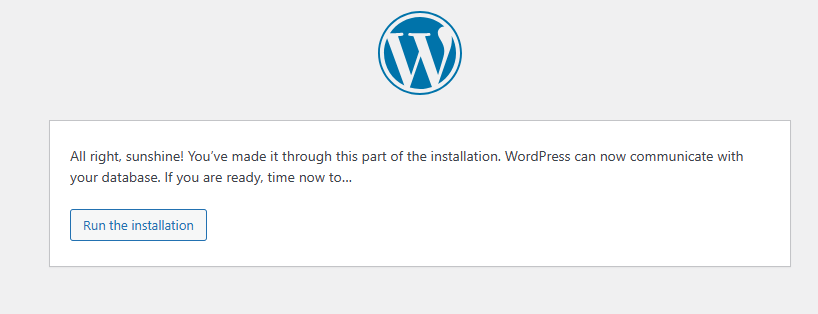 All right, sunshine! You’ve made it through this part of the installation. WordPress can now communicate with
your database. If you are ready, time now to…
Run the installation